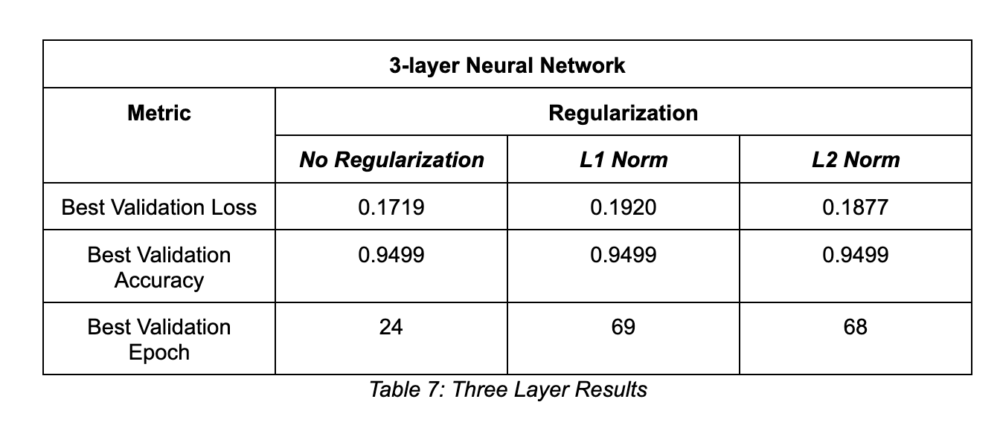 3-layer Neural Network
Metric
Regularization
No Regularization
L1 Norm
L2 Norm
Best Validation Loss
0.1719
0.1920
0.1877
Best Validation
Accuracy
0.9499
0.9499
0.9499
Best Validation
Epoch
24
69
68
Table 7: Three Layer Results